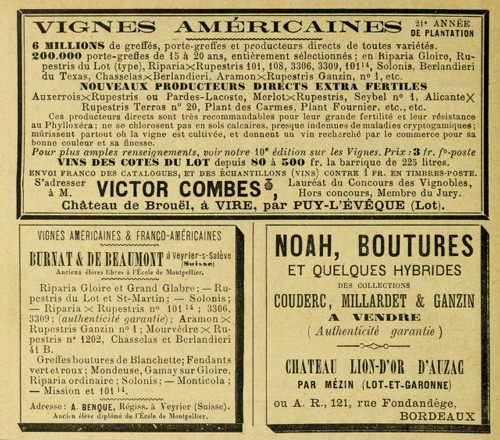 VIGNES AMÉRICAINES 21e ANNÉE DE PLANTATION
6 MILLIONS de greffés, porte-greffes et producteurs directs de toutes variétés.
200.000 porte-greffes de 15 à 20 ans, entièrement sélectionnés; en Riparia Gloire, Ru-
pestris du Lot (type), Riparia×Rupestris 101, 108, 3306, 3309, 101¹⁴, Solonis, Berlandieri
du Texas, Chasselas×Berlandieri, Aramon×Rupestris Ganzin, n° 1, etc.
NOUVEAUX PRODUCTEURS DIRECTS EXTRA FERTILES
Auxerrois×Rupestris ou Pardes-Lacoste, Merlot×Rupestris, Seybel n° 1, Alicante×
Rupestris Terras n° 20, Plant des Carmes, Plant Fournier, etc., etc.
Ces producteurs directs sont très recommandables pour leur grande fertilité et leur résistance
au Phylloxéra; ne se chlorosent pas en sols calcaires, presque indemnes de maladies cryptogamiques;
mûrissent partout où la vigne est cultivée, et donnent un vin recherché par le commerce pour sa
bonne couleur et sa finesse.
Pour plus amples renseignements, voir notre 10e édition sur les Vignes. Prix: 3 fr. fo-poste
VINS DES COTES DU LOT depuis 80 à 500 fr. la barrique de 225 litres.
ENVOI FRANCO DES CATALOGUES, ET DES ÉCHANTILLONS (VINS) CONTRE 1 FR. EN TIMBRES-POSTE.
S'adresser à M. VICTOR COMBES, Lauréat du Concours des Vignobles, Hors concours, Membre du Jury.
Château de Brouël, à VIRE, par PUY-L'ÉVÊQUE (Lot).
VIGNES AMÉRICAINES & FRANCO-AMÉRICAINES
BURNAT & DE BEAUMONT à Veyrier-s-Salève (Suisse)
Anciens élèves libres à l'École de Montpellier.
Riparia Gloire et Grand Glabre; — Ru-
pestris du Lot et St-Martin; — Solonis;
— Riparia × Rupestris n° 101¹⁴; 3306,
3309; (authenticité garantie); Aramon ×
Rupestris Ganzin n° 1; Mourvèdre × Ru-
pestris n° 1202, Chasselas et Berlandieri
41 B.
Greffes boutures de Blanchette; Fendants
vert et roux; Mondeuse, Gamay sur Gloire,
Riparia ordinaire; Solonis; — Monticola;
— Mission et 101¹⁴.
Adresse: A. BENQUE, Régiss. à Veyrier (Suisse).
Ancien élève diplômé de l'École de Montpellier.
NOAH, BOUTURES
ET QUELQUES HYBRIDES
DES COLLECTIONS
COUDERC, MILLARDET & GANZIN
A VENDRE
(Authenticité garantie)
CHATEAU LION-D'OR D'AUZAC
PAR MÉZIN (LOT-ET-GARONNE)
ou A. R., 121, rue Fondandège,
BORDEAUX